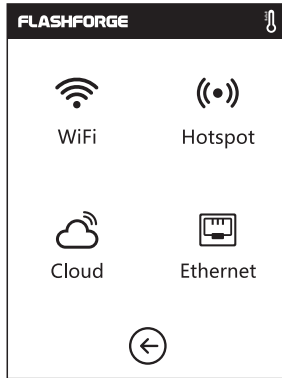 FLASHFORGE
WiFi
Hotspot
Cloud
Ethernet